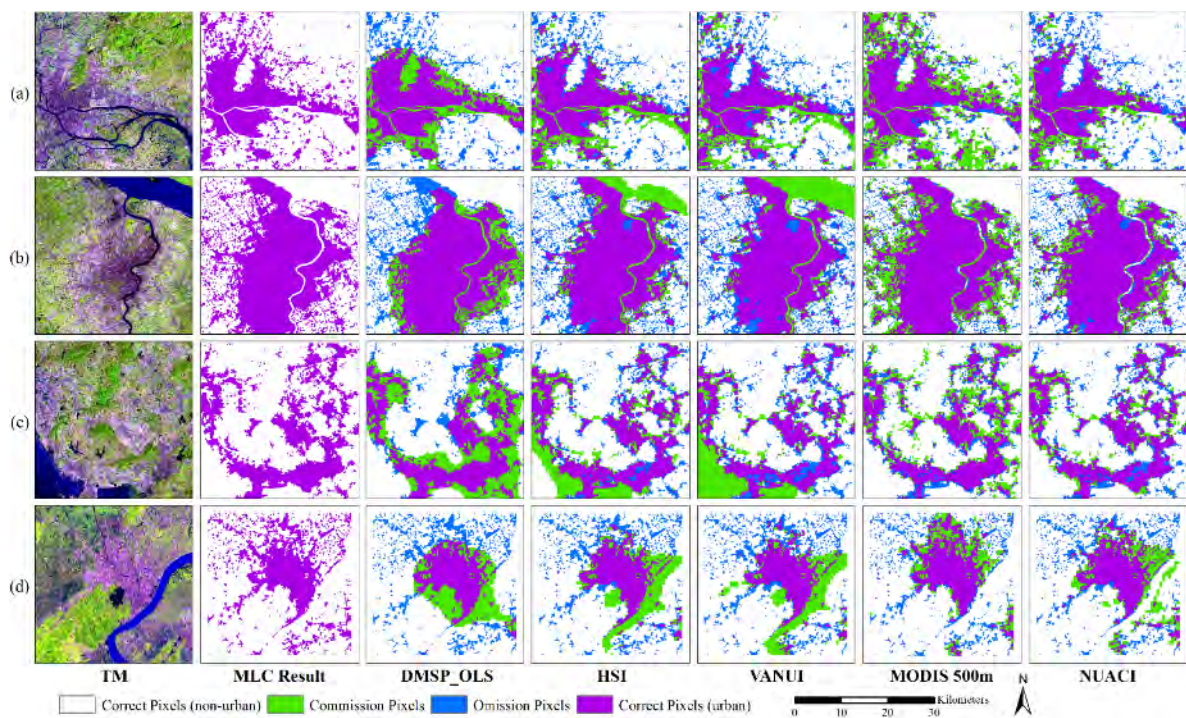 (a)
(b)
(c)
(d)
TM MLC Result DMSP_OLS HSI VANUI MODIS 500m NUACI
Correct Pixels (non-urban) Commission Pixels Omission Pixels Correct Pixels (urban)
Kilometers
0 10 20 30
N